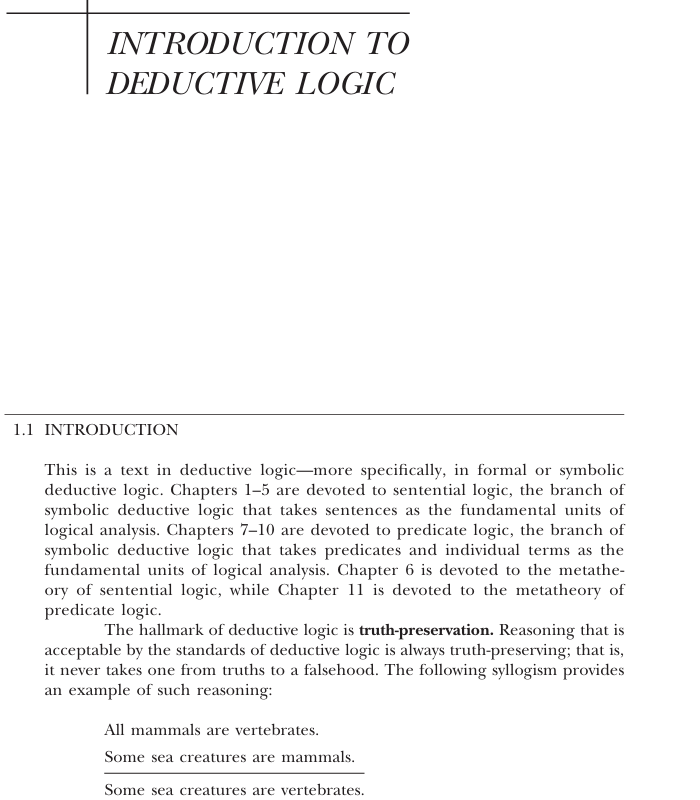 INTRODUCTION TO
DEDUCTIVE LOGIC
1.1 INTRODUCTION
This is a text in deductive logic—more specifically, in formal or symbolic
deductive logic. Chapters 1–5 are devoted to sentential logic, the branch of
symbolic deductive logic that takes sentences as the fundamental units of
logical analysis. Chapters 7–10 are devoted to predicate logic, the branch of
symbolic deductive logic that takes predicates and individual terms as the
fundamental units of logical analysis. Chapter 6 is devoted to the metathe-
ory of sentential logic, while Chapter 11 is devoted to the metatheory of
predicate logic.
The hallmark of deductive logic is truth-preservation. Reasoning that is
acceptable by the standards of deductive logic is always truth-preserving; that is,
it never takes one from truths to a falsehood. The following syllogism provides
an example of such reasoning:
All mammals are vertebrates.
Some sea creatures are mammals.
Some sea creatures are vertebrates.